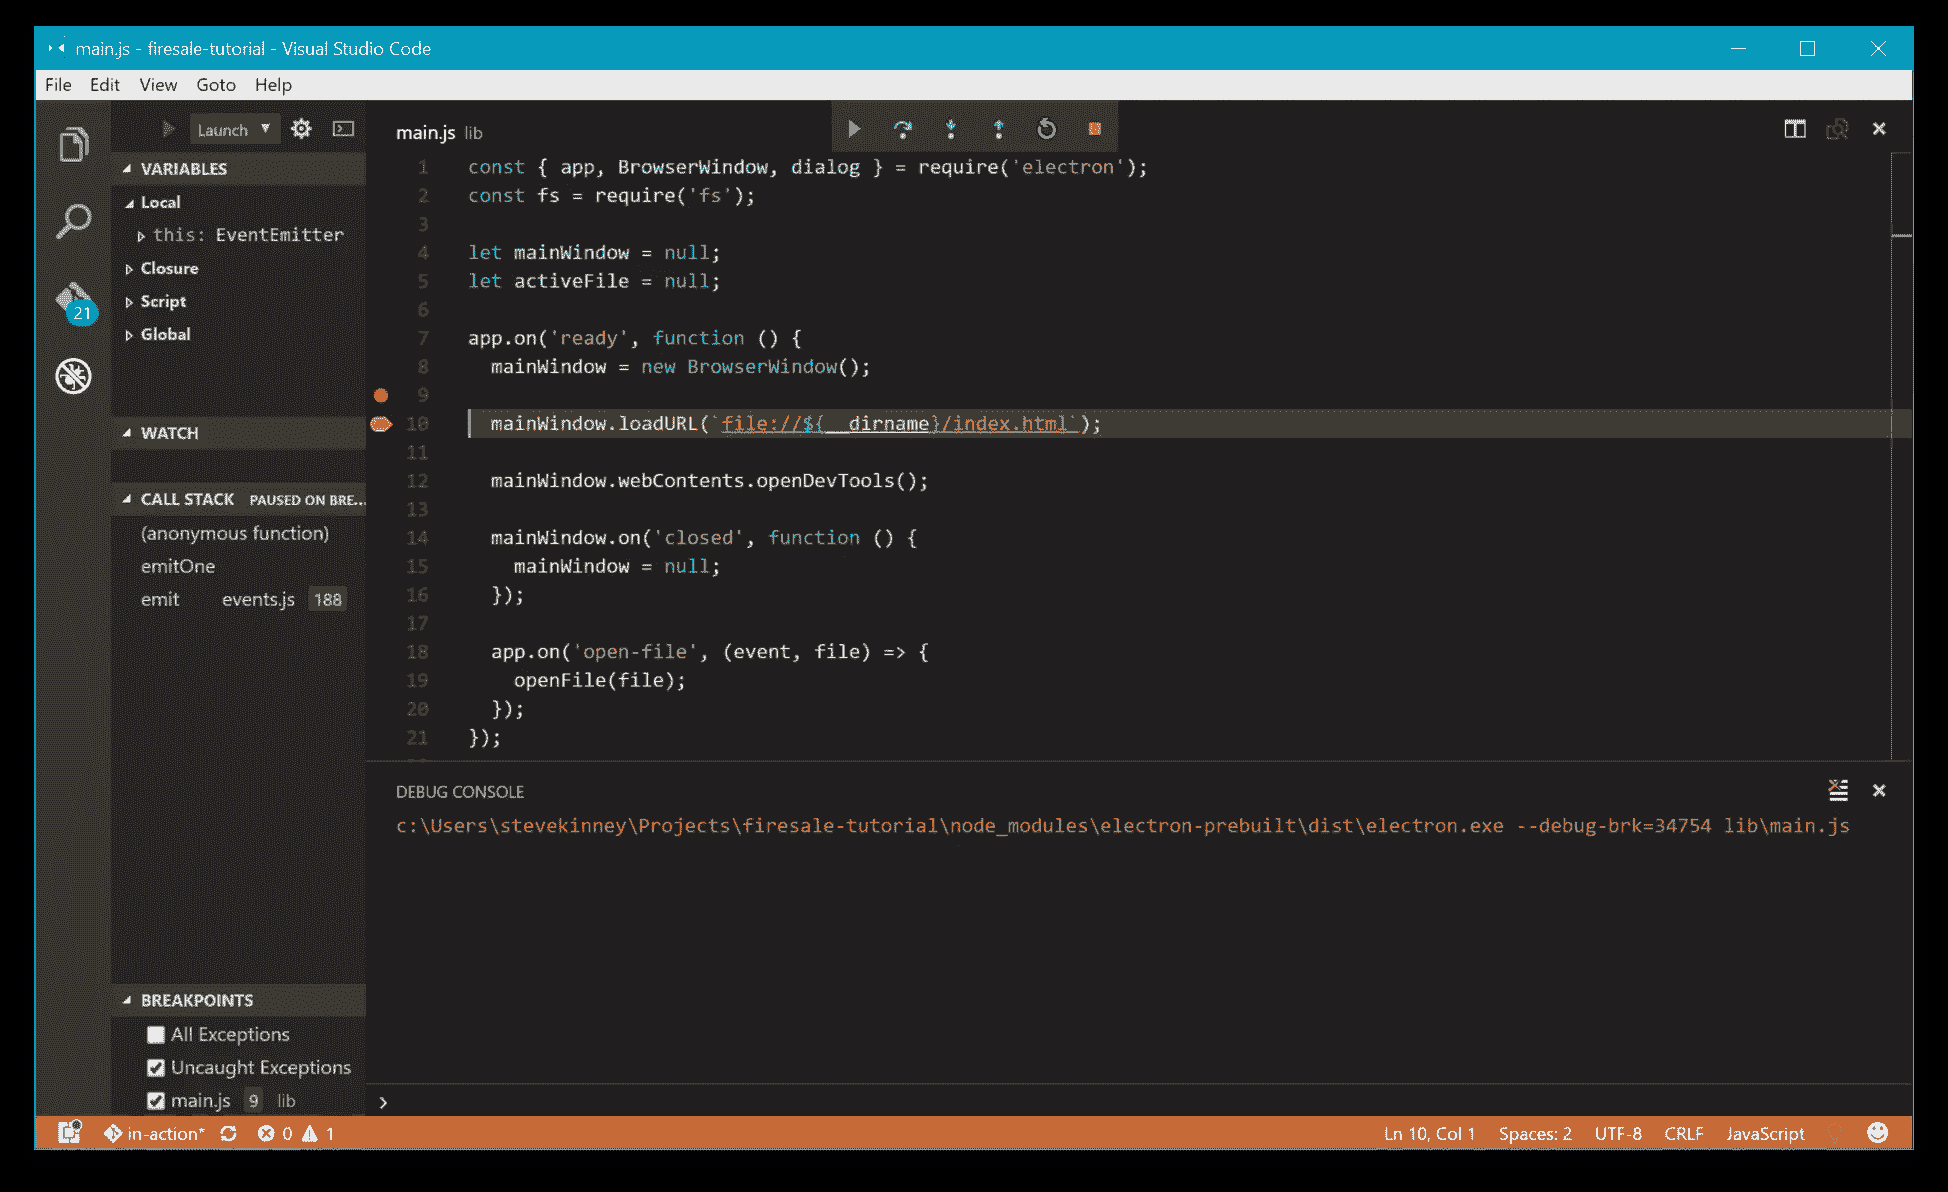 main.js - firesale-tutorial - Visual Studio Code
File Edit View Goto Help
Launch
VARIABLES
Local
this: EventEmitter
Closure
Script
Global
21
WATCH
CALL STACK PAUSED ON BRE...
(anonymous function)
emitOne
emit events.js 188
BREAKPOINTS
All Exceptions
Uncaught Exceptions
main.js 9 lib
main.js lib
1 const { app, BrowserWindow, dialog } = require('electron');
2 const fs = require('fs');
3
4 let mainWindow = null;
5 let activeFile = null;
6
7 app.on('ready', function () {
8 mainWindow = new BrowserWindow();
9
10 mainWindow.loadURL(`file://${__dirname}/index.html`);
11
12 mainWindow.webContents.openDevTools();
13
14 mainWindow.on('closed', function () {
15 mainWindow = null;
16 });
17
18 app.on('open-file', (event, file) => {
19 openFile(file);
20 });
21 });
DEBUG CONSOLE
c:\Users\stevekinney\Projects\firesale-tutorial\node_modules\electron-prebuilt\dist\electron.exe --debug-brk=34754 lib\main.js
in-action* 0 1 Ln 10, Col 1 Spaces: 2 UTF-8 CRLF JavaScript